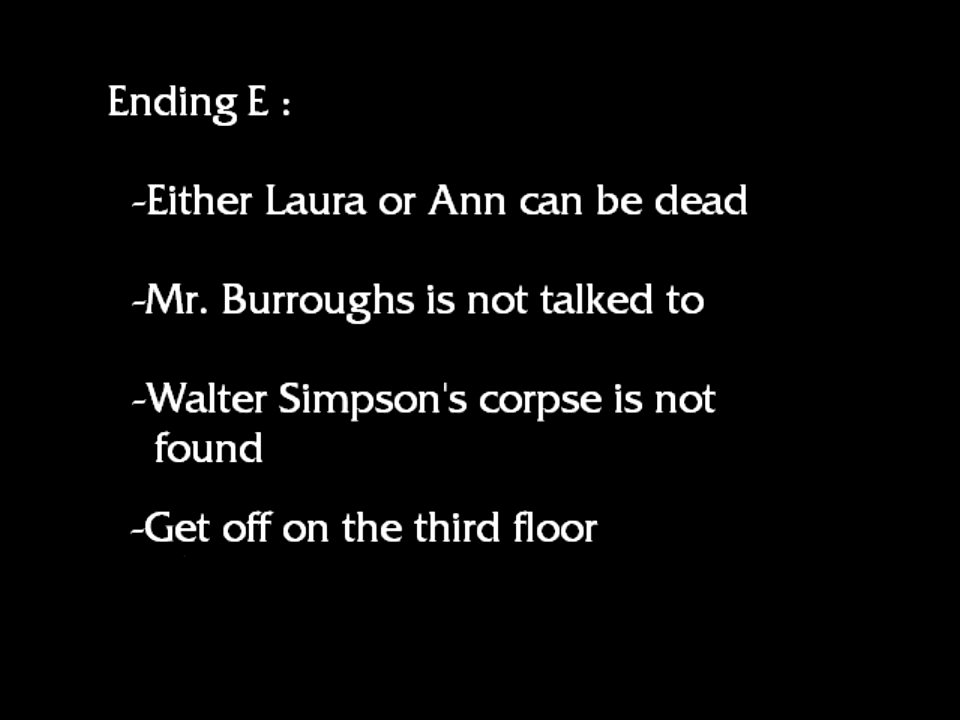 Ending E :
-Either Laura or Ann can be dead
-Mr. Burroughs is not talked to
-Walter Simpson's corpse is not
found
-Get off on the third floor